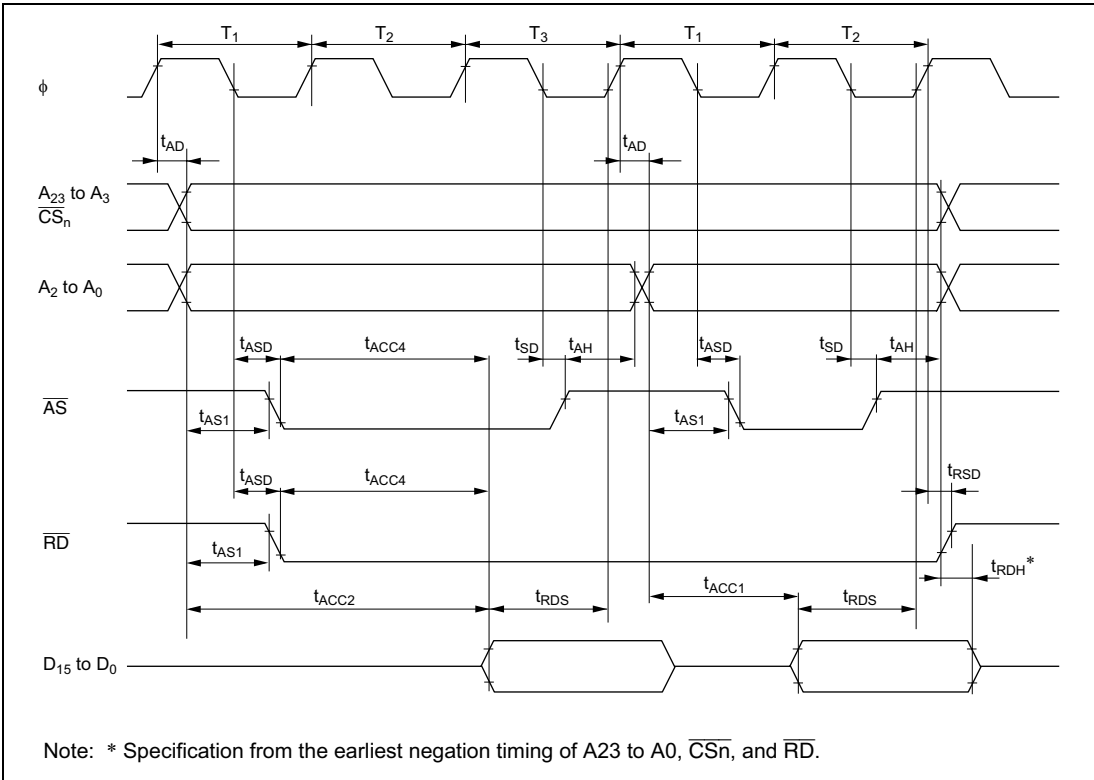 T1 T2 T3 T1 T2
φ
tAD tAD
A23 to A3
CSn
A2 to A0
tASD tACC4 tSD tAH tASD tSD tAH
AS
tAS1 tAS1
tASD tACC4 tRSD
RD
tAS1 tRDH*
tACC2 tRDS tACC1 tRDS
D15 to D0
Note: * Specification from the earliest negation timing of A23 to A0, CSn, and RD.